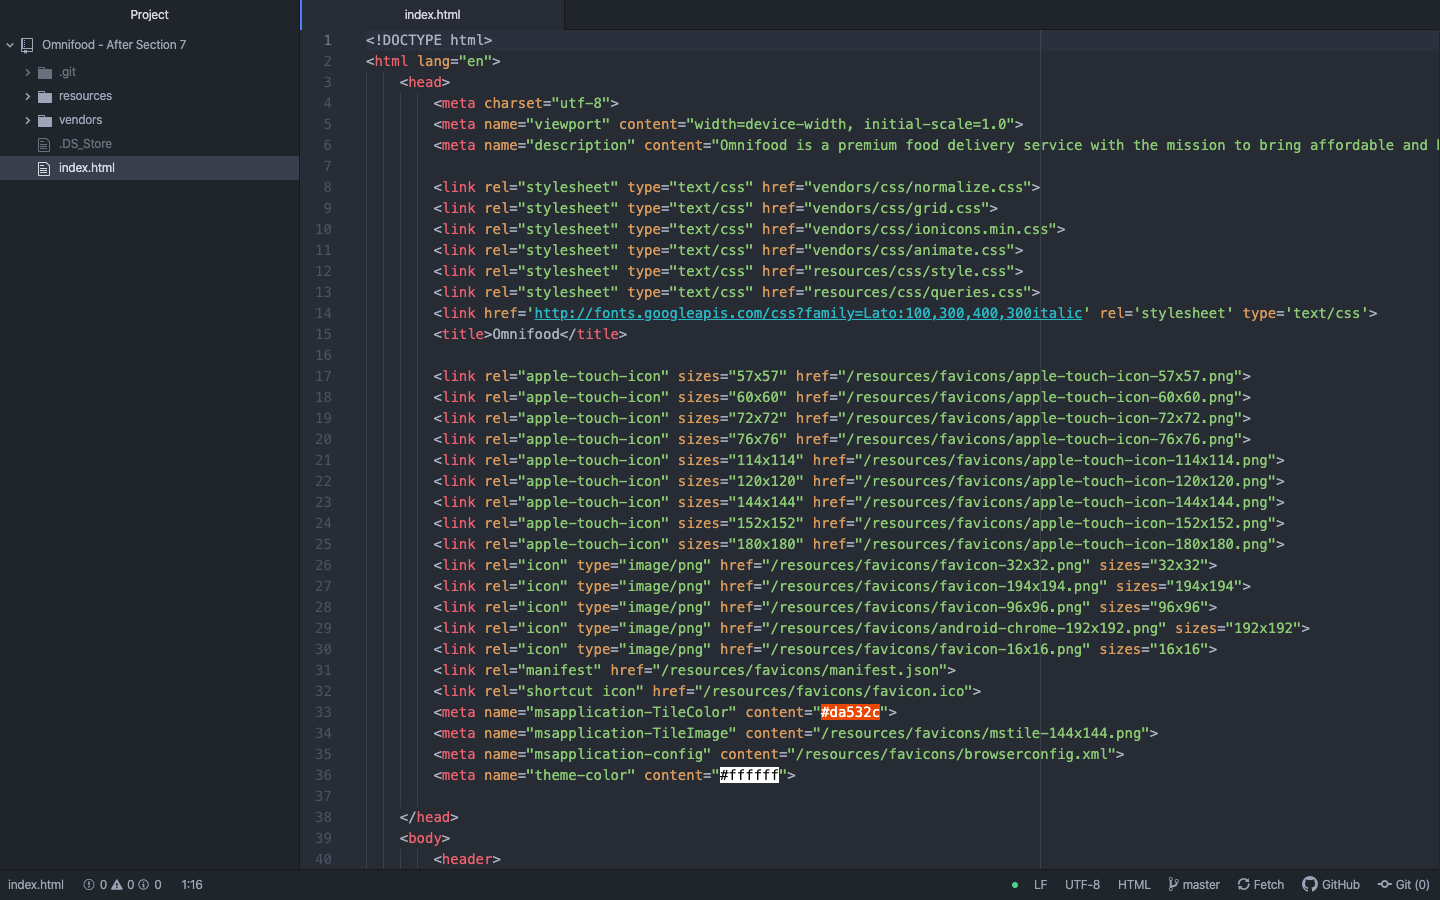 Project
index.html
Omnifood - After Section 7
.git
resources
vendors
.DS_Store
index.html
1 <!DOCTYPE html>
2 <html lang="en">
3 <head>
4 <meta charset="utf-8">
5 <meta name="viewport" content="width=device-width, initial-scale=1.0">
6 <meta name="description" content="Omnifood is a premium food delivery service with the mission to bring affordable and
7
8 <link rel="stylesheet" type="text/css" href="vendors/css/normalize.css">
9 <link rel="stylesheet" type="text/css" href="vendors/css/grid.css">
10 <link rel="stylesheet" type="text/css" href="vendors/css/ionicons.min.css">
11 <link rel="stylesheet" type="text/css" href="vendors/css/animate.css">
12 <link rel="stylesheet" type="text/css" href="resources/css/style.css">
13 <link rel="stylesheet" type="text/css" href="resources/css/queries.css">
14 <link href='http://fonts.googleapis.com/css?family=Lato:100,300,400,300italic' rel='stylesheet' type='text/css'>
15 <title>Omnifood</title>
16
17 <link rel="apple-touch-icon" sizes="57x57" href="/resources/favicons/apple-touch-icon-57x57.png">
18 <link rel="apple-touch-icon" sizes="60x60" href="/resources/favicons/apple-touch-icon-60x60.png">
19 <link rel="apple-touch-icon" sizes="72x72" href="/resources/favicons/apple-touch-icon-72x72.png">
20 <link rel="apple-touch-icon" sizes="76x76" href="/resources/favicons/apple-touch-icon-76x76.png">
21 <link rel="apple-touch-icon" sizes="114x114" href="/resources/favicons/apple-touch-icon-114x114.png">
22 <link rel="apple-touch-icon" sizes="120x120" href="/resources/favicons/apple-touch-icon-120x120.png">
23 <link rel="apple-touch-icon" sizes="144x144" href="/resources/favicons/apple-touch-icon-144x144.png">
24 <link rel="apple-touch-icon" sizes="152x152" href="/resources/favicons/apple-touch-icon-152x152.png">
25 <link rel="apple-touch-icon" sizes="180x180" href="/resources/favicons/apple-touch-icon-180x180.png">
26 <link rel="icon" type="image/png" href="/resources/favicons/favicon-32x32.png" sizes="32x32">
27 <link rel="icon" type="image/png" href="/resources/favicons/favicon-194x194.png" sizes="194x194">
28 <link rel="icon" type="image/png" href="/resources/favicons/favicon-96x96.png" sizes="96x96">
29 <link rel="icon" type="image/png" href="/resources/favicons/android-chrome-192x192.png" sizes="192x192">
30 <link rel="icon" type="image/png" href="/resources/favicons/favicon-16x16.png" sizes="16x16">
31 <link rel="manifest" href="/resources/favicons/manifest.json">
32 <link rel="shortcut icon" href="/resources/favicons/favicon.ico">
33 <meta name="msapplication-TileColor" content="#da532c">
34 <meta name="msapplication-TileImage" content="/resources/favicons/mstile-144x144.png">
35 <meta name="msapplication-config" content="/resources/favicons/browserconfig.xml">
36 <meta name="theme-color" content="#ffffff">
37
38 </head>
39 <body>
40 <header>
index.html 0 0 0 1:16 LF UTF-8 HTML master Fetch GitHub Git (0)